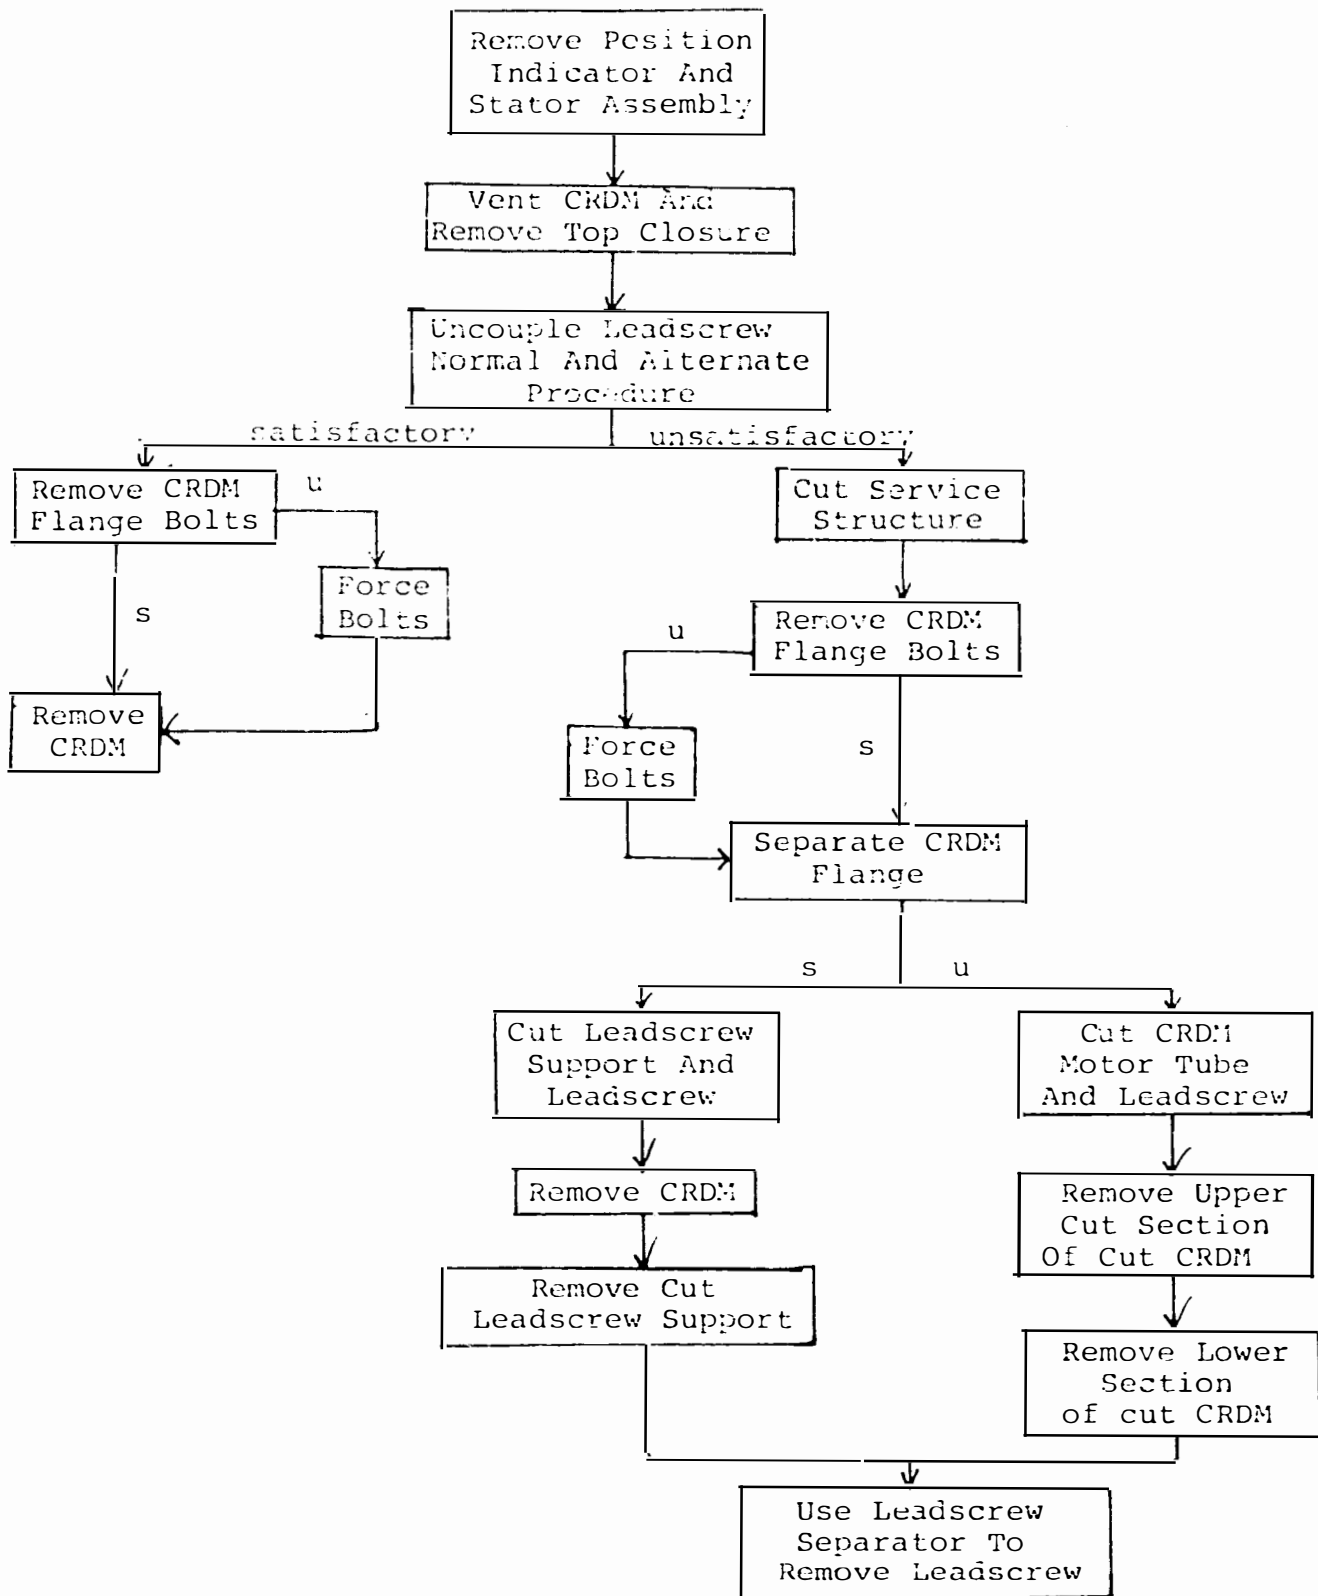 Remove Position
Indicator And
Stator Assembly
Vent CRDM And
Remove Top Closure
Uncouple Leadscrew
Normal And Alternate
Procedure
satisfactory
unsatisfactory
Remove CRDM
Flange Bolts
u
Cut Service
Structure
Force
Bolts
s
Remove CRDM
Flange Bolts
u
Remove
CRDM
Force
Bolts
s
Separate CRDM
Flange
s
u
Cut Leadscrew
Support And
Leadscrew
Cut CRDM
Motor Tube
And Leadscrew
Remove CRDM
Remove Upper
Cut Section
Of Cut CRDM
Remove Cut
Leadscrew Support
Remove Lower
Section
of cut CRDM
Use Leadscrew
Separator To
Remove Leadscrew